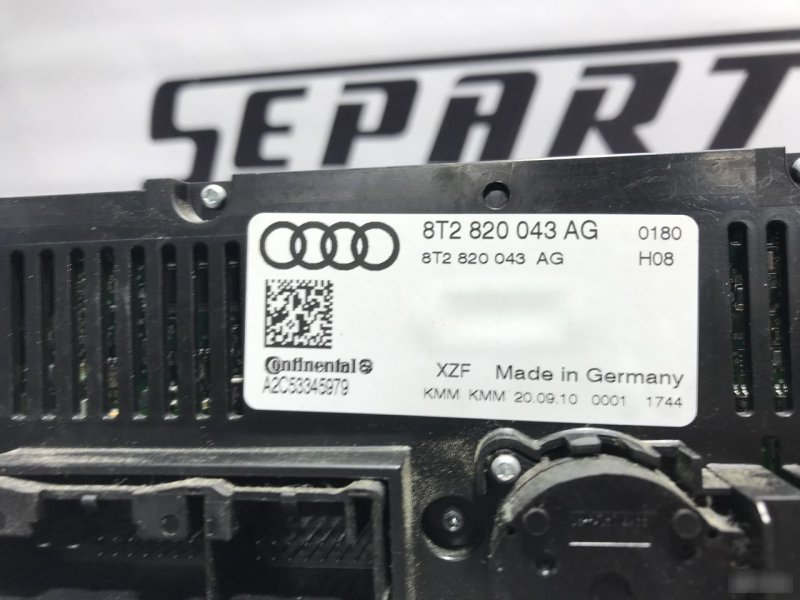 SEPART
8T2 820 043 AG 0180
8T2 820 043 AG H08
Continental
A2C53345979
XZF Made in Germany
KMM KMM 20.09.10 0001 1744